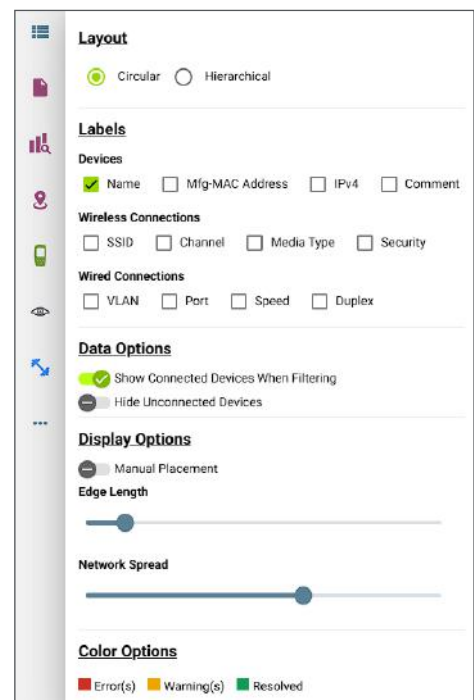 Layout
Circular Hierarchical
Labels
Devices
Name Mfg-MAC Address IPv4 Comment
Wireless Connections
SSID Channel Media Type Security
Wired Connections
VLAN Port Speed Duplex
Data Options
Show Connected Devices When Filtering
Hide Unconnected Devices
Display Options
Manual Placement
Edge Length
Network Spread
Color Options
Error(s) Warning(s) Resolved